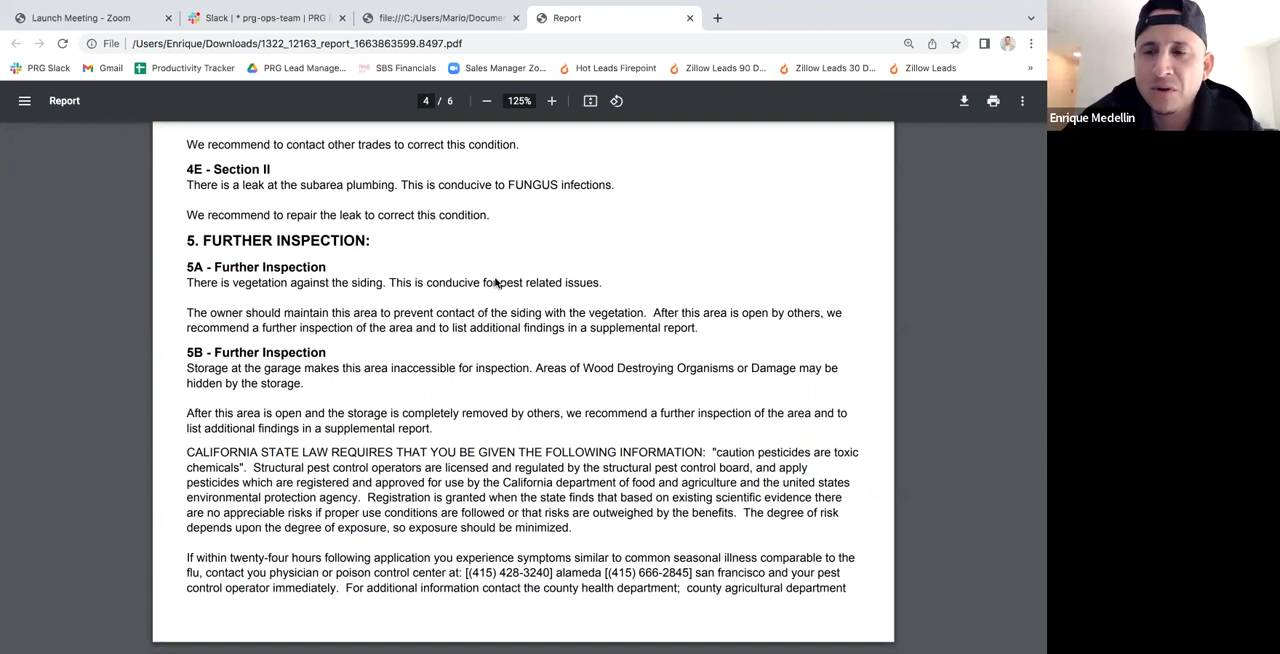 Launch Meeting - Zoom
Slack | * prg-ops-team | PRG
file:///C:/Users/Mario/Documen
Report
File
/Users/Enrique/Downloads/1322_12163_report_1663863599.8497.pdf
PRG Slack
Gmail
Productivity Tracker
PRG Lead Manage...
SBS Financials
Sales Manager Zo...
Hot Leads Firepoint
Zillow Leads 90 D...
Zillow Leads 30 D...
Zillow Leads
»
Report
4 / 6
125%
Enrique Medellin
We recommend to contact other trades to correct this condition.
4E - Section II
There is a leak at the subarea plumbing. This is conducive to FUNGUS infections.
We recommend to repair the leak to correct this condition.
5. FURTHER INSPECTION:
5A - Further Inspection
There is vegetation against the siding. This is conducive for pest related issues.
The owner should maintain this area to prevent contact of the siding with the vegetation. After this area is open by others, we
recommend a further inspection of the area and to list additional findings in a supplemental report.
5B - Further Inspection
Storage at the garage makes this area inaccessible for inspection. Areas of Wood Destroying Organisms or Damage may be
hidden by the storage.
After this area is open and the storage is completely removed by others, we recommend a further inspection of the area and to
list additional findings in a supplemental report.
CALIFORNIA STATE LAW REQUIRES THAT YOU BE GIVEN THE FOLLOWING INFORMATION: "caution pesticides are toxic
chemicals". Structural pest control operators are licensed and regulated by the structural pest control board, and apply
pesticides which are registered and approved for use by the California department of food and agriculture and the united states
environmental protection agency. Registration is granted when the state finds that based on existing scientific evidence there
are no appreciable risks if proper use conditions are followed or that risks are outweighed by the benefits. The degree of risk
depends upon the degree of exposure, so exposure should be minimized.
If within twenty-four hours following application you experience symptoms similar to common seasonal illness comparable to the
flu, contact you physician or poison control center at: [(415) 428-3240] alameda [(415) 666-2845] san francisco and your pest
control operator immediately. For additional information contact the county health department; county agricultural department